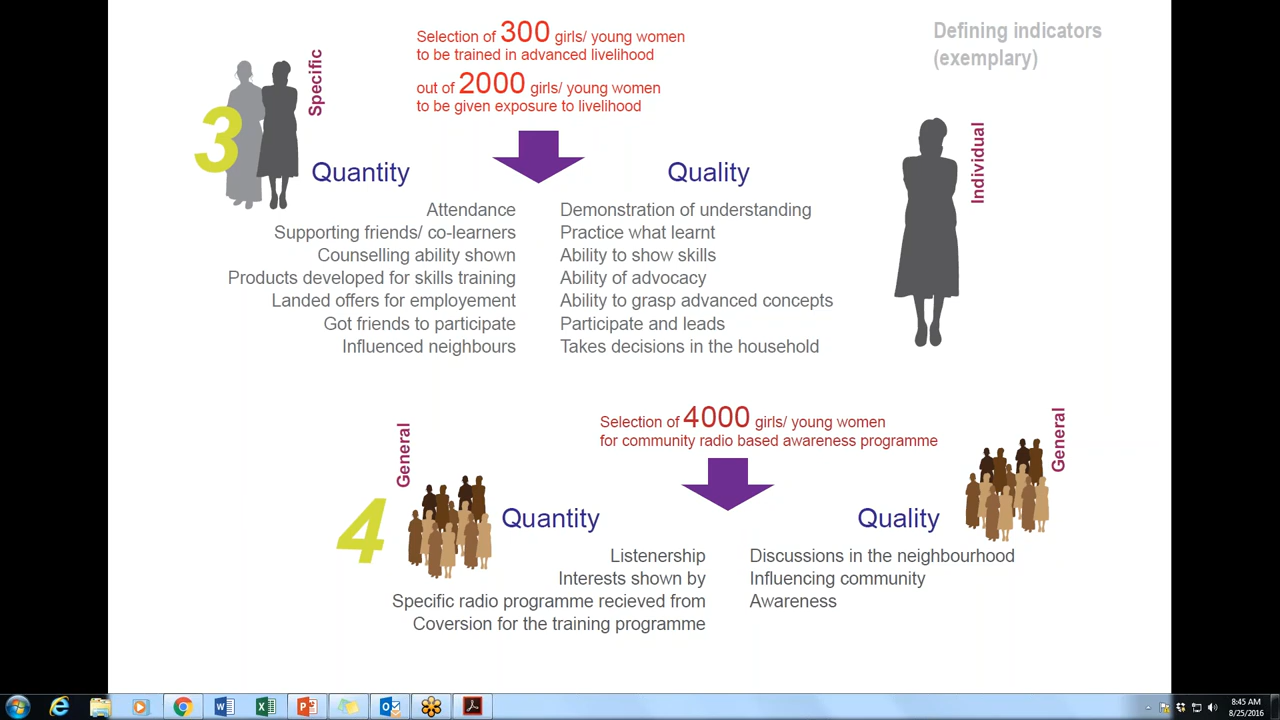 Defining indicators
(exemplary)
Selection of 300 girls/ young women
to be trained in advanced livelihood
out of 2000 girls/ young women
to be given exposure to livelihood
3
Specific
Individual
Quantity
Attendance
Supporting friends/ co-learners
Counselling ability shown
Products developed for skills training
Landed offers for employement
Got friends to participate
Influenced neighbours
Quality
Demonstration of understanding
Practice what learnt
Ability to show skills
Ability of advocacy
Ability to grasp advanced concepts
Participate and leads
Takes decisions in the household
Selection of 4000 girls/ young women
for community radio based awareness programme
4
General
General
Quantity
Listenership
Interests shown by
Specific radio programme recieved from
Coversion for the training programme
Quality
Discussions in the neighbourhood
Influencing community
Awareness
8:45 AM
8/25/2016